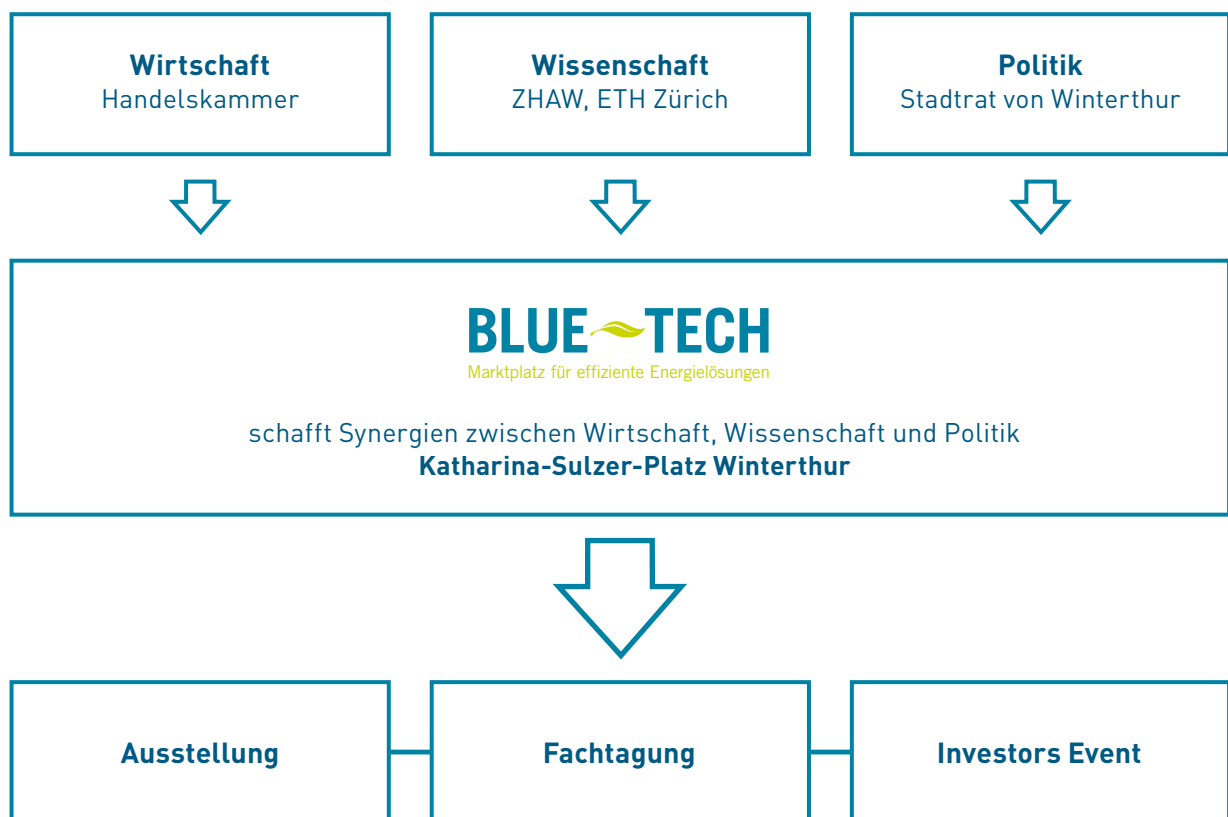 Wirtschaft
Handelskammer
Wissenschaft
ZHAW, ETH Zürich
Politik
Stadtrat von Winterthur
BLUE TECH
Marktplatz für effiziente Energielösungen
schafft Synergien zwischen Wirtschaft, Wissenschaft und Politik
Katharina-Sulzer-Platz Winterthur
Ausstellung
Fachtagung
Investors Event